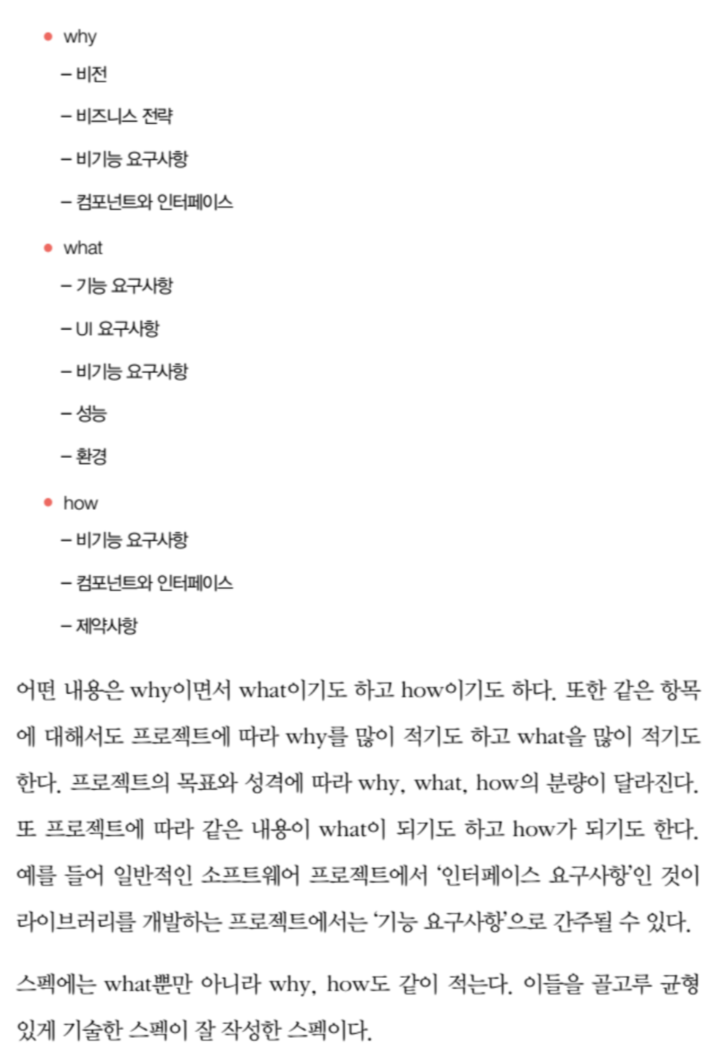 • why
– 비전
– 비즈니스 전략
– 비기능 요구사항
– 컴포넌트와 인터페이스
• what
– 기능 요구사항
– UI 요구사항
– 비기능 요구사항
– 성능
– 환경
• how
– 비기능 요구사항
– 컴포넌트와 인터페이스
– 제약사항
어떤 내용은 why이면서 what이기도 하고 how이기도 하다. 또한 같은 항목
에 대해서도 프로젝트에 따라 why를 많이 적기도 하고 what을 많이 적기도
한다. 프로젝트의 목표와 성격에 따라 why, what, how의 분량이 달라진다.
또 프로젝트에 따라 같은 내용이 what이 되기도 하고 how가 되기도 한다.
예를 들어 일반적인 소프트웨어 프로젝트에서 ‘인터페이스 요구사항’인 것이
라이브러리를 개발하는 프로젝트에서는 ‘기능 요구사항’으로 간주될 수 있다.
스펙에는 what뿐만 아니라 why, how도 같이 적는다. 이들을 골고루 균형
있게 기술한 스펙이 잘 작성한 스펙이다.